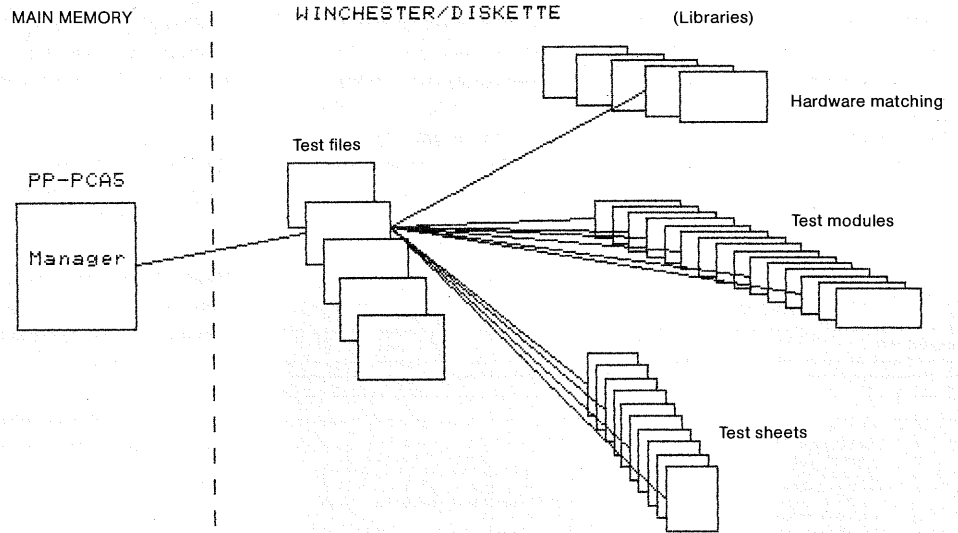 MAIN MEMORY
WINCHESTER/DISKETTE
(Libraries)
Hardware matching
Test files
PP-PCA5
Manager
Test modules
Test sheets